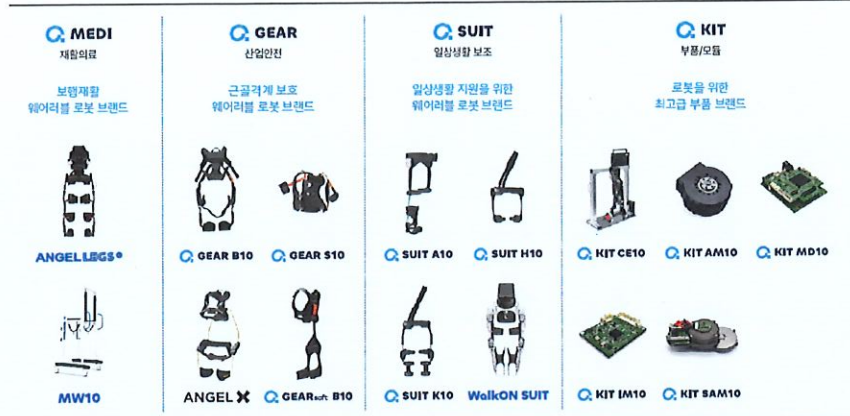 MEDI
재활의료
보행재활
웨어러블 로봇 브랜드
ANGEL LEGS
MW10
GEAR
산업안전
근골격계 보호
웨어러블 로봇 브랜드
GEAR B10
GEAR S10
ANGEL X
GEARsoft B10
SUIT
일상생활 보조
일상생활 지원을 위한
웨어러블 로봇 브랜드
SUIT A10
SUIT H10
SUIT K10
WalkON SUIT
KIT
부품/모듈
로봇을 위한
최고급 부품 브랜드
KIT CE10
KIT AM10
KIT MD10
KIT IM10
KIT SAM10